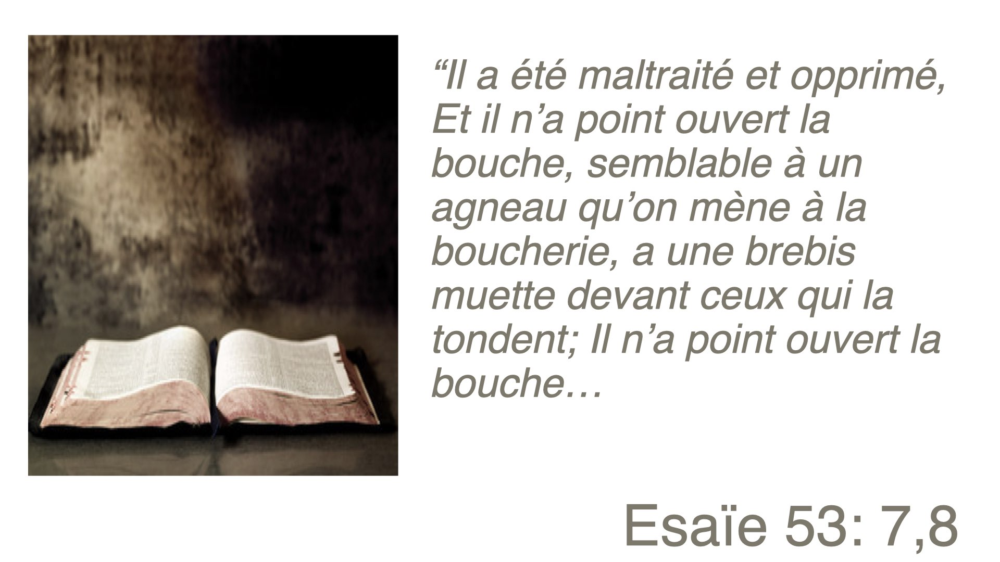 “Il a été maltraité et opprimé,
Et il n’a point ouvert la
bouche, semblable à un
agneau qu’on mène à la
boucherie, a une brebis
muette devant ceux qui la
tondent; Il n’a point ouvert la
bouche…
Esaïe 53: 7,8